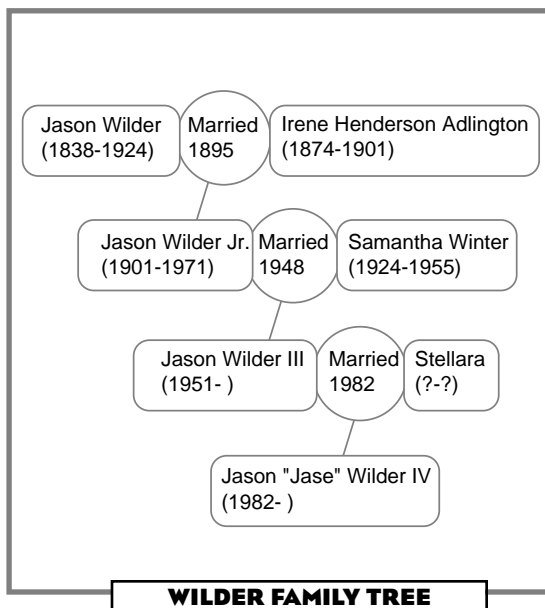 Jason Wilder
(1838-1924)
Married
1895
Irene Henderson Adlington
(1874-1901)
Jason Wilder Jr.
(1901-1971)
Married
1948
Samantha Winter
(1924-1955)
Jason Wilder III
(1951- )
Married
1982
Stellara
(?-?)
Jason "Jase" Wilder IV
(1982- )
WILDER FAMILY TREE